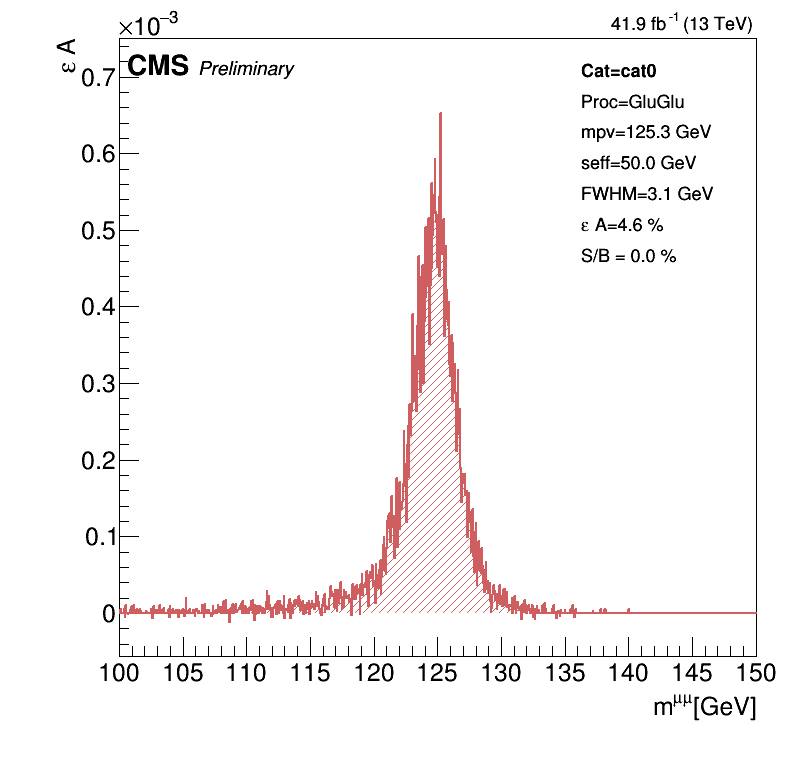 ×10⁻³
41.9 fb⁻¹ (13 TeV)
ε A
CMS Preliminary
Cat=cat0
Proc=GluGlu
mpv=125.3 GeV
seff=50.0 GeV
FWHM=3.1 GeV
ε A=4.6 %
S/B = 0.0 %
0.7
0.6
0.5
0.4
0.3
0.2
0.1
0
100 105 110 115 120 125 130 135 140 145 150
m^μμ[GeV]